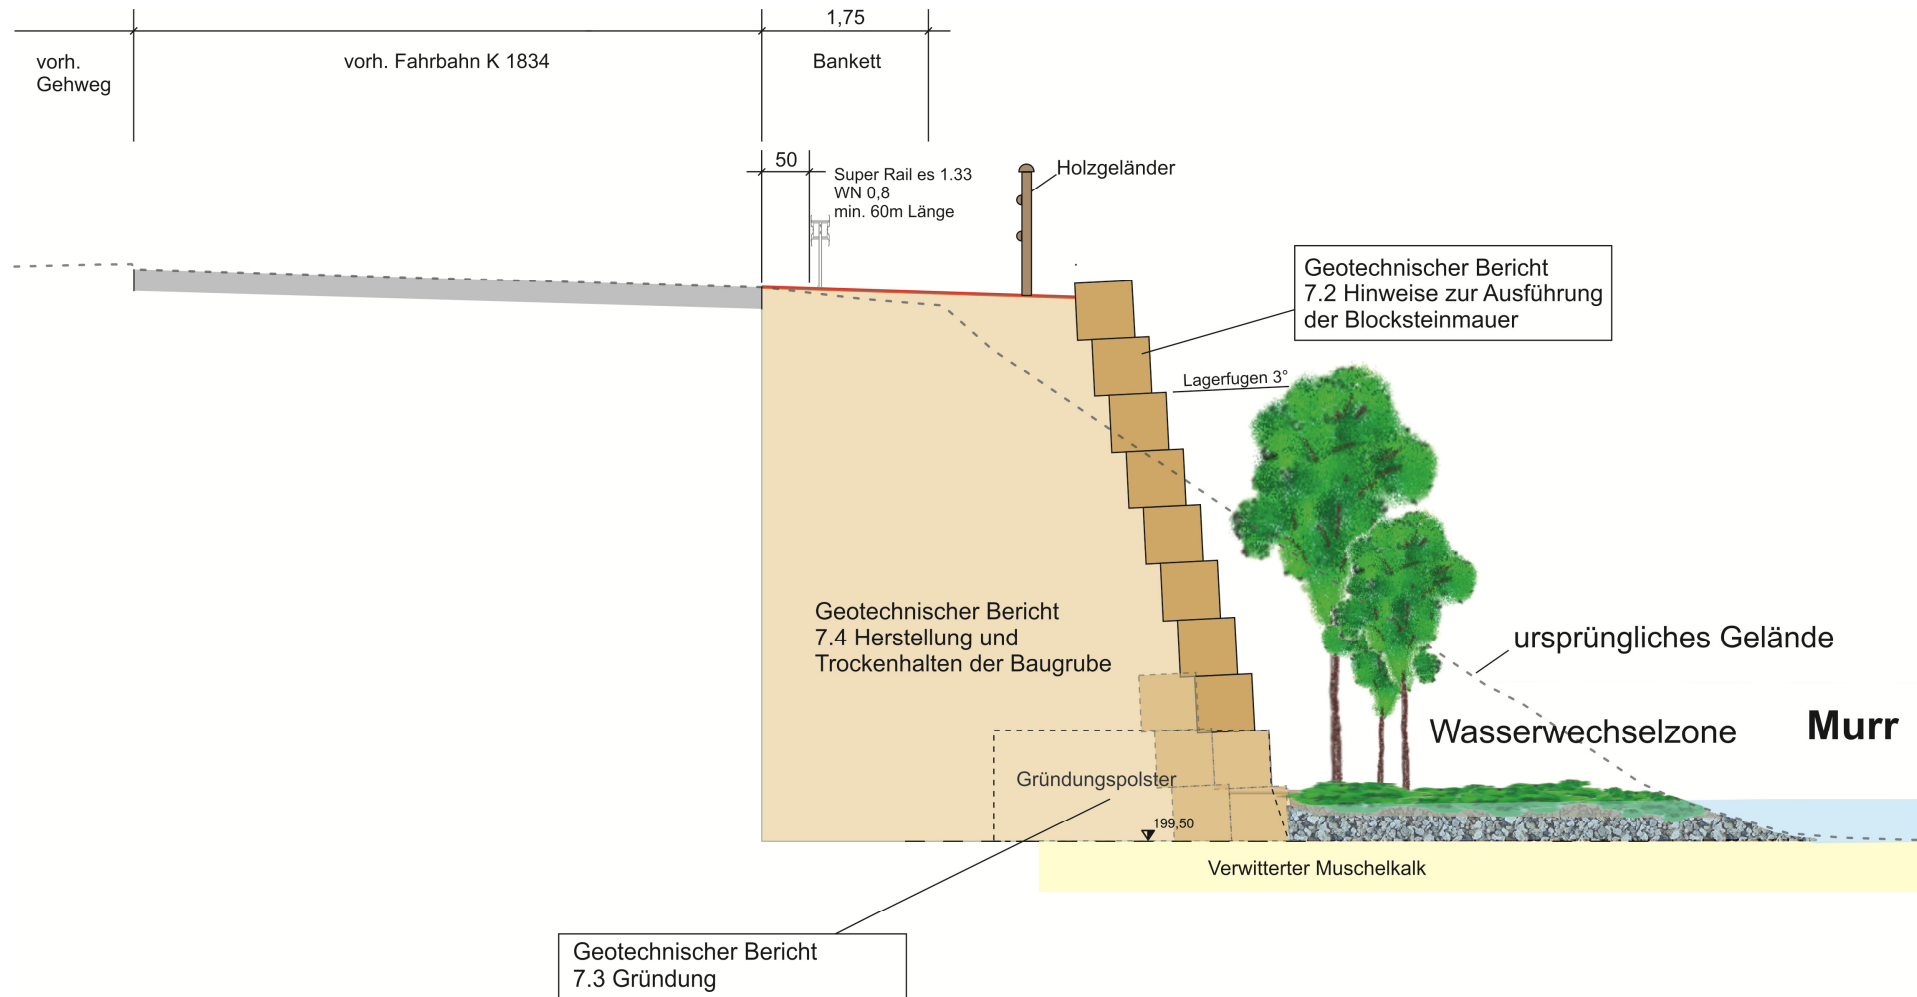 1,75
vorh.
Gehweg
vorh. Fahrbahn K 1834
Bankett
50
Super Rail es 1.33
WN 0,8
min. 60m Länge
Holzgeländer
Geotechnischer Bericht
7.2 Hinweise zur Ausführung
der Blocksteinmauer
Lagerfugen 3°
Geotechnischer Bericht
7.4 Herstellung und
Trockenhalten der Baugrube
ursprüngliches Gelände
Wasserwechselzone
Murr
Gründungspolster
199,50
Verwitterter Muschelkalk
Geotechnischer Bericht
7.3 Gründung